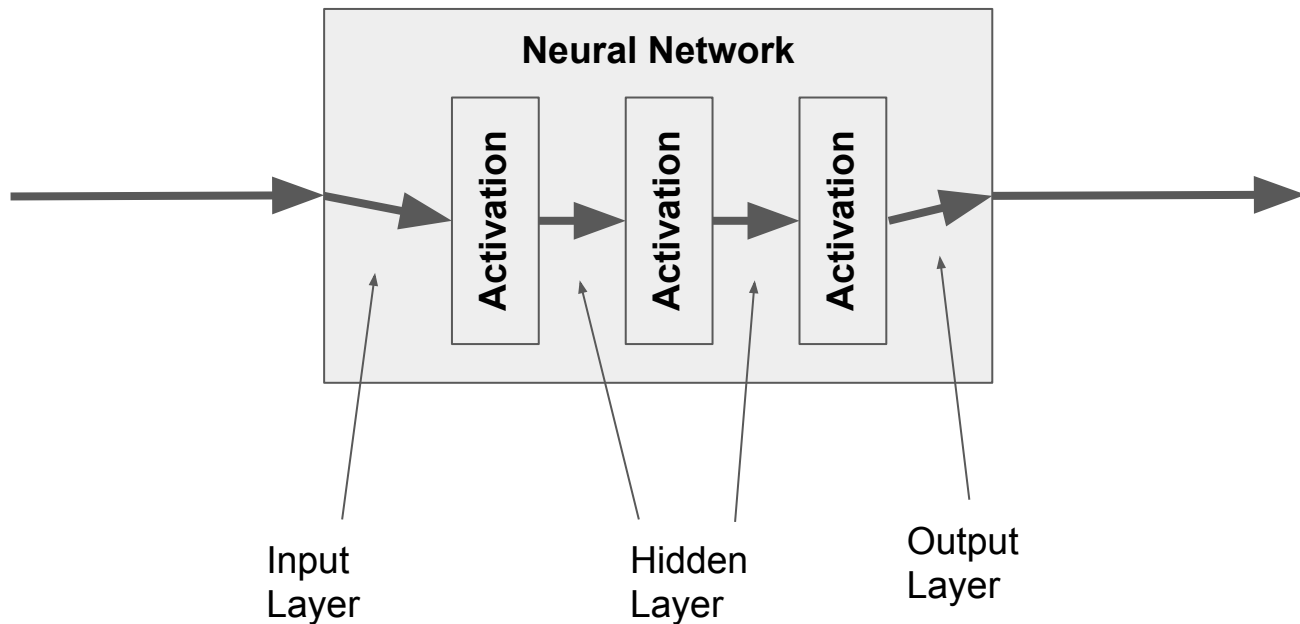 Neural Network
Activation
Activation
Activation
Input
Layer
Hidden
Layer
Output
Layer